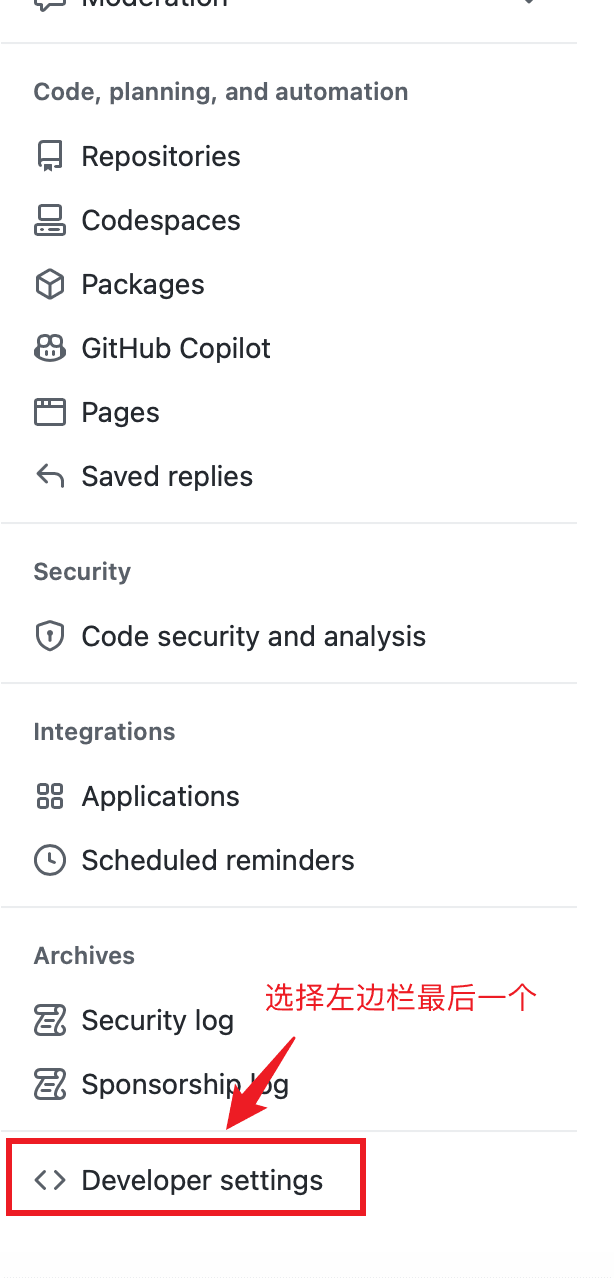 Moderation
Code, planning, and automation
Repositories
Codespaces
Packages
GitHub Copilot
Pages
Saved replies
Security
Code security and analysis
Integrations
Applications
Scheduled reminders
Archives
选择左边栏最后一个
Security log
Sponsorship log
Developer settings